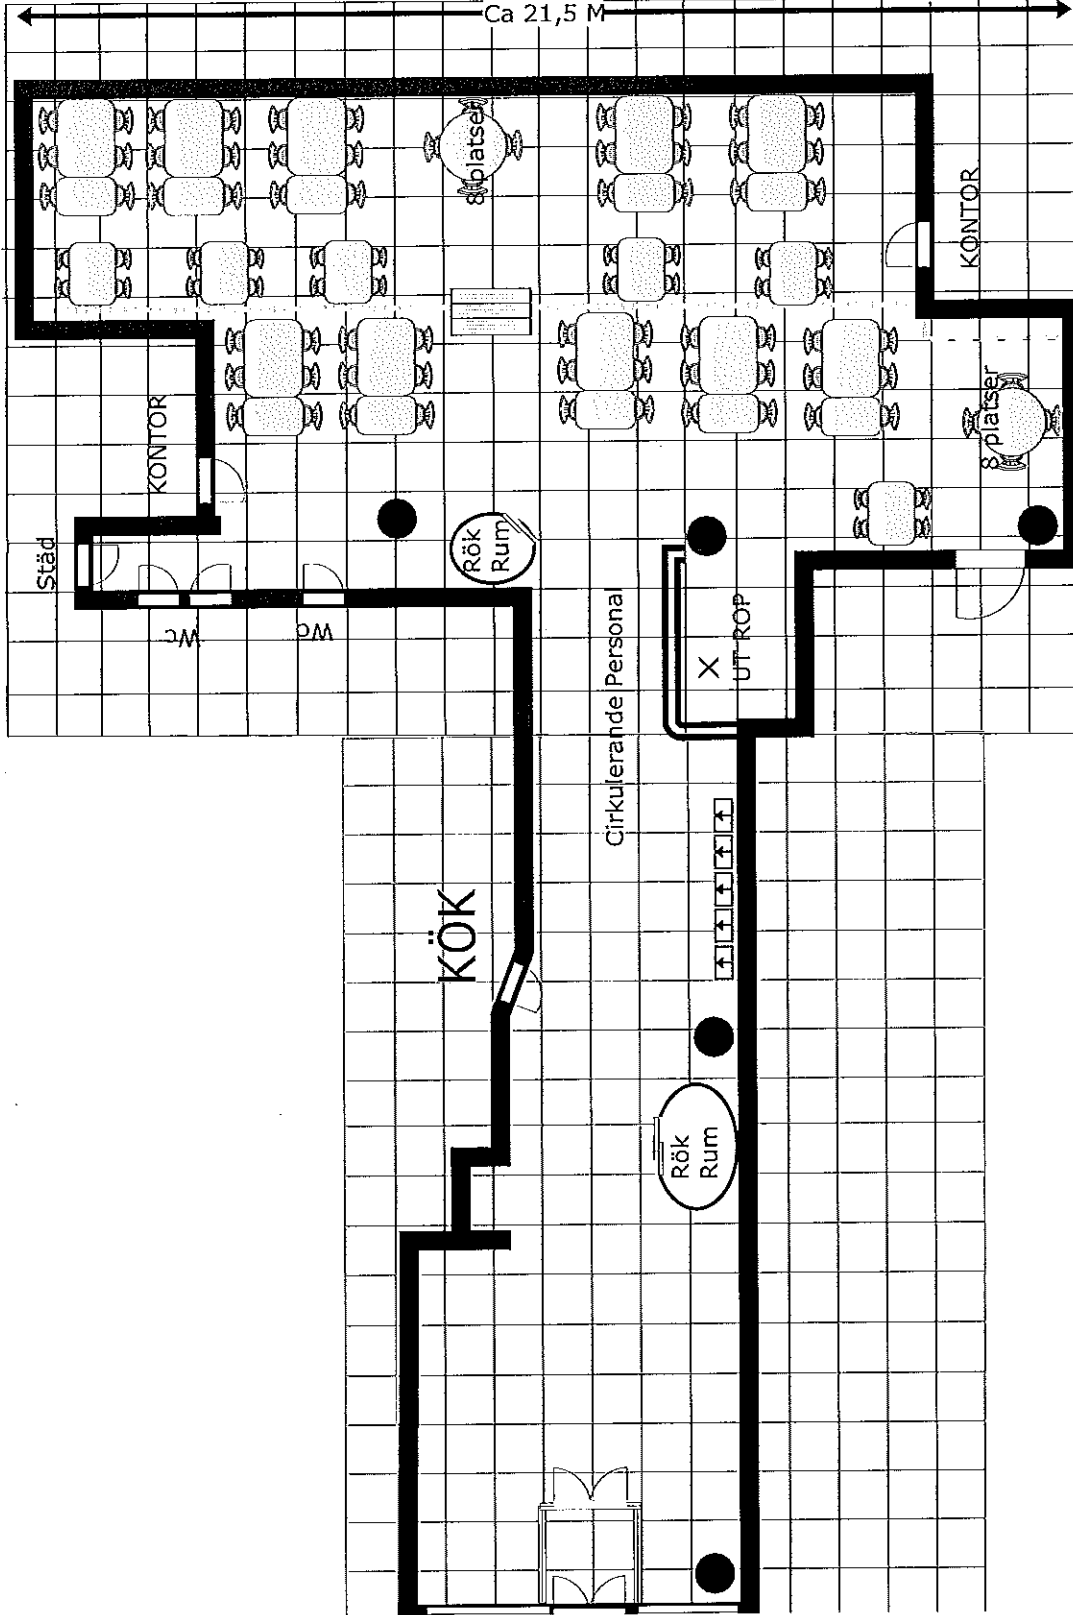 Ca 21,5 M
8 platser
KONTOR
KONTOR
8 platser
Städ
Rök
Rum
Wc
Wc
Cirkulerande Personal
X
UT-ROP
KÖK
Rök
Rum